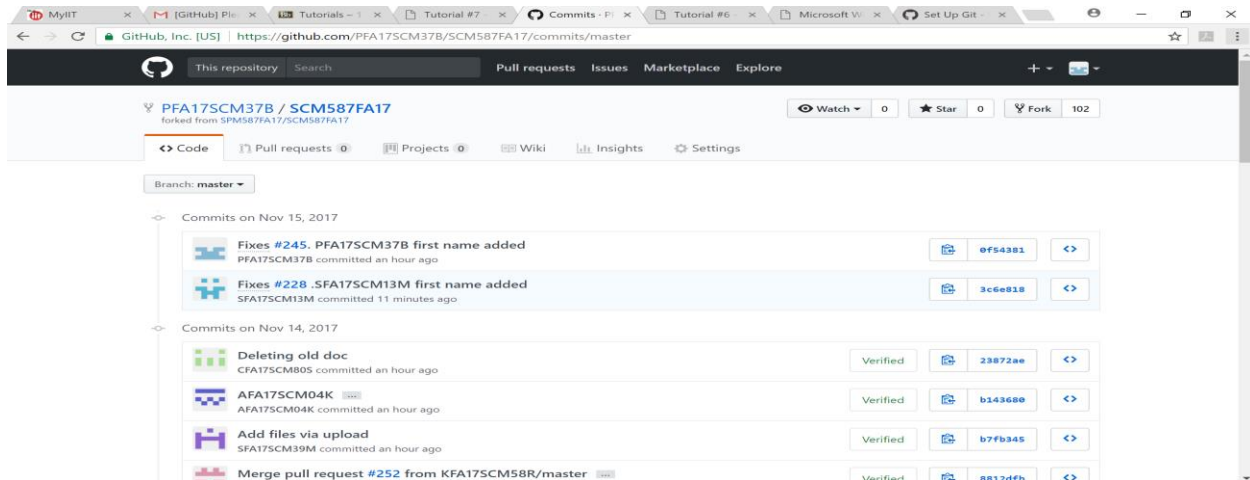 MyIIT
[GitHub] Ple
Tutorials – 1
Tutorial #7
Commits · P
Tutorial #6
Microsoft W
Set Up Git -
GitHub, Inc. [US] | https://github.com/PFA17SCM37B/SCM587FA17/commits/master
This repository Search Pull requests Issues Marketplace Explore
PFA17SCM37B / SCM587FA17 Watch 0 Star 0 Fork 102
forked from SPM587FA17/SCM587FA17
Code Pull requests 0 Projects 0 Wiki Insights Settings
Branch: master
Commits on Nov 15, 2017
Fixes #245. PFA17SCM37B first name added
PFA17SCM37B committed an hour ago
0f54381
Fixes #228 .SFA17SCM13M first name added
SFA17SCM13M committed 11 minutes ago
3c6e818
Commits on Nov 14, 2017
Deleting old doc
CFA17SCM80S committed an hour ago
Verified 23872ae
AFA17SCM04K ...
AFA17SCM04K committed an hour ago
Verified b143680
Add files via upload
SFA17SCM39M committed an hour ago
Verified b7fb345
Merge pull request #252 from KFA17SCM58R/master ...
Verified 8812dfb